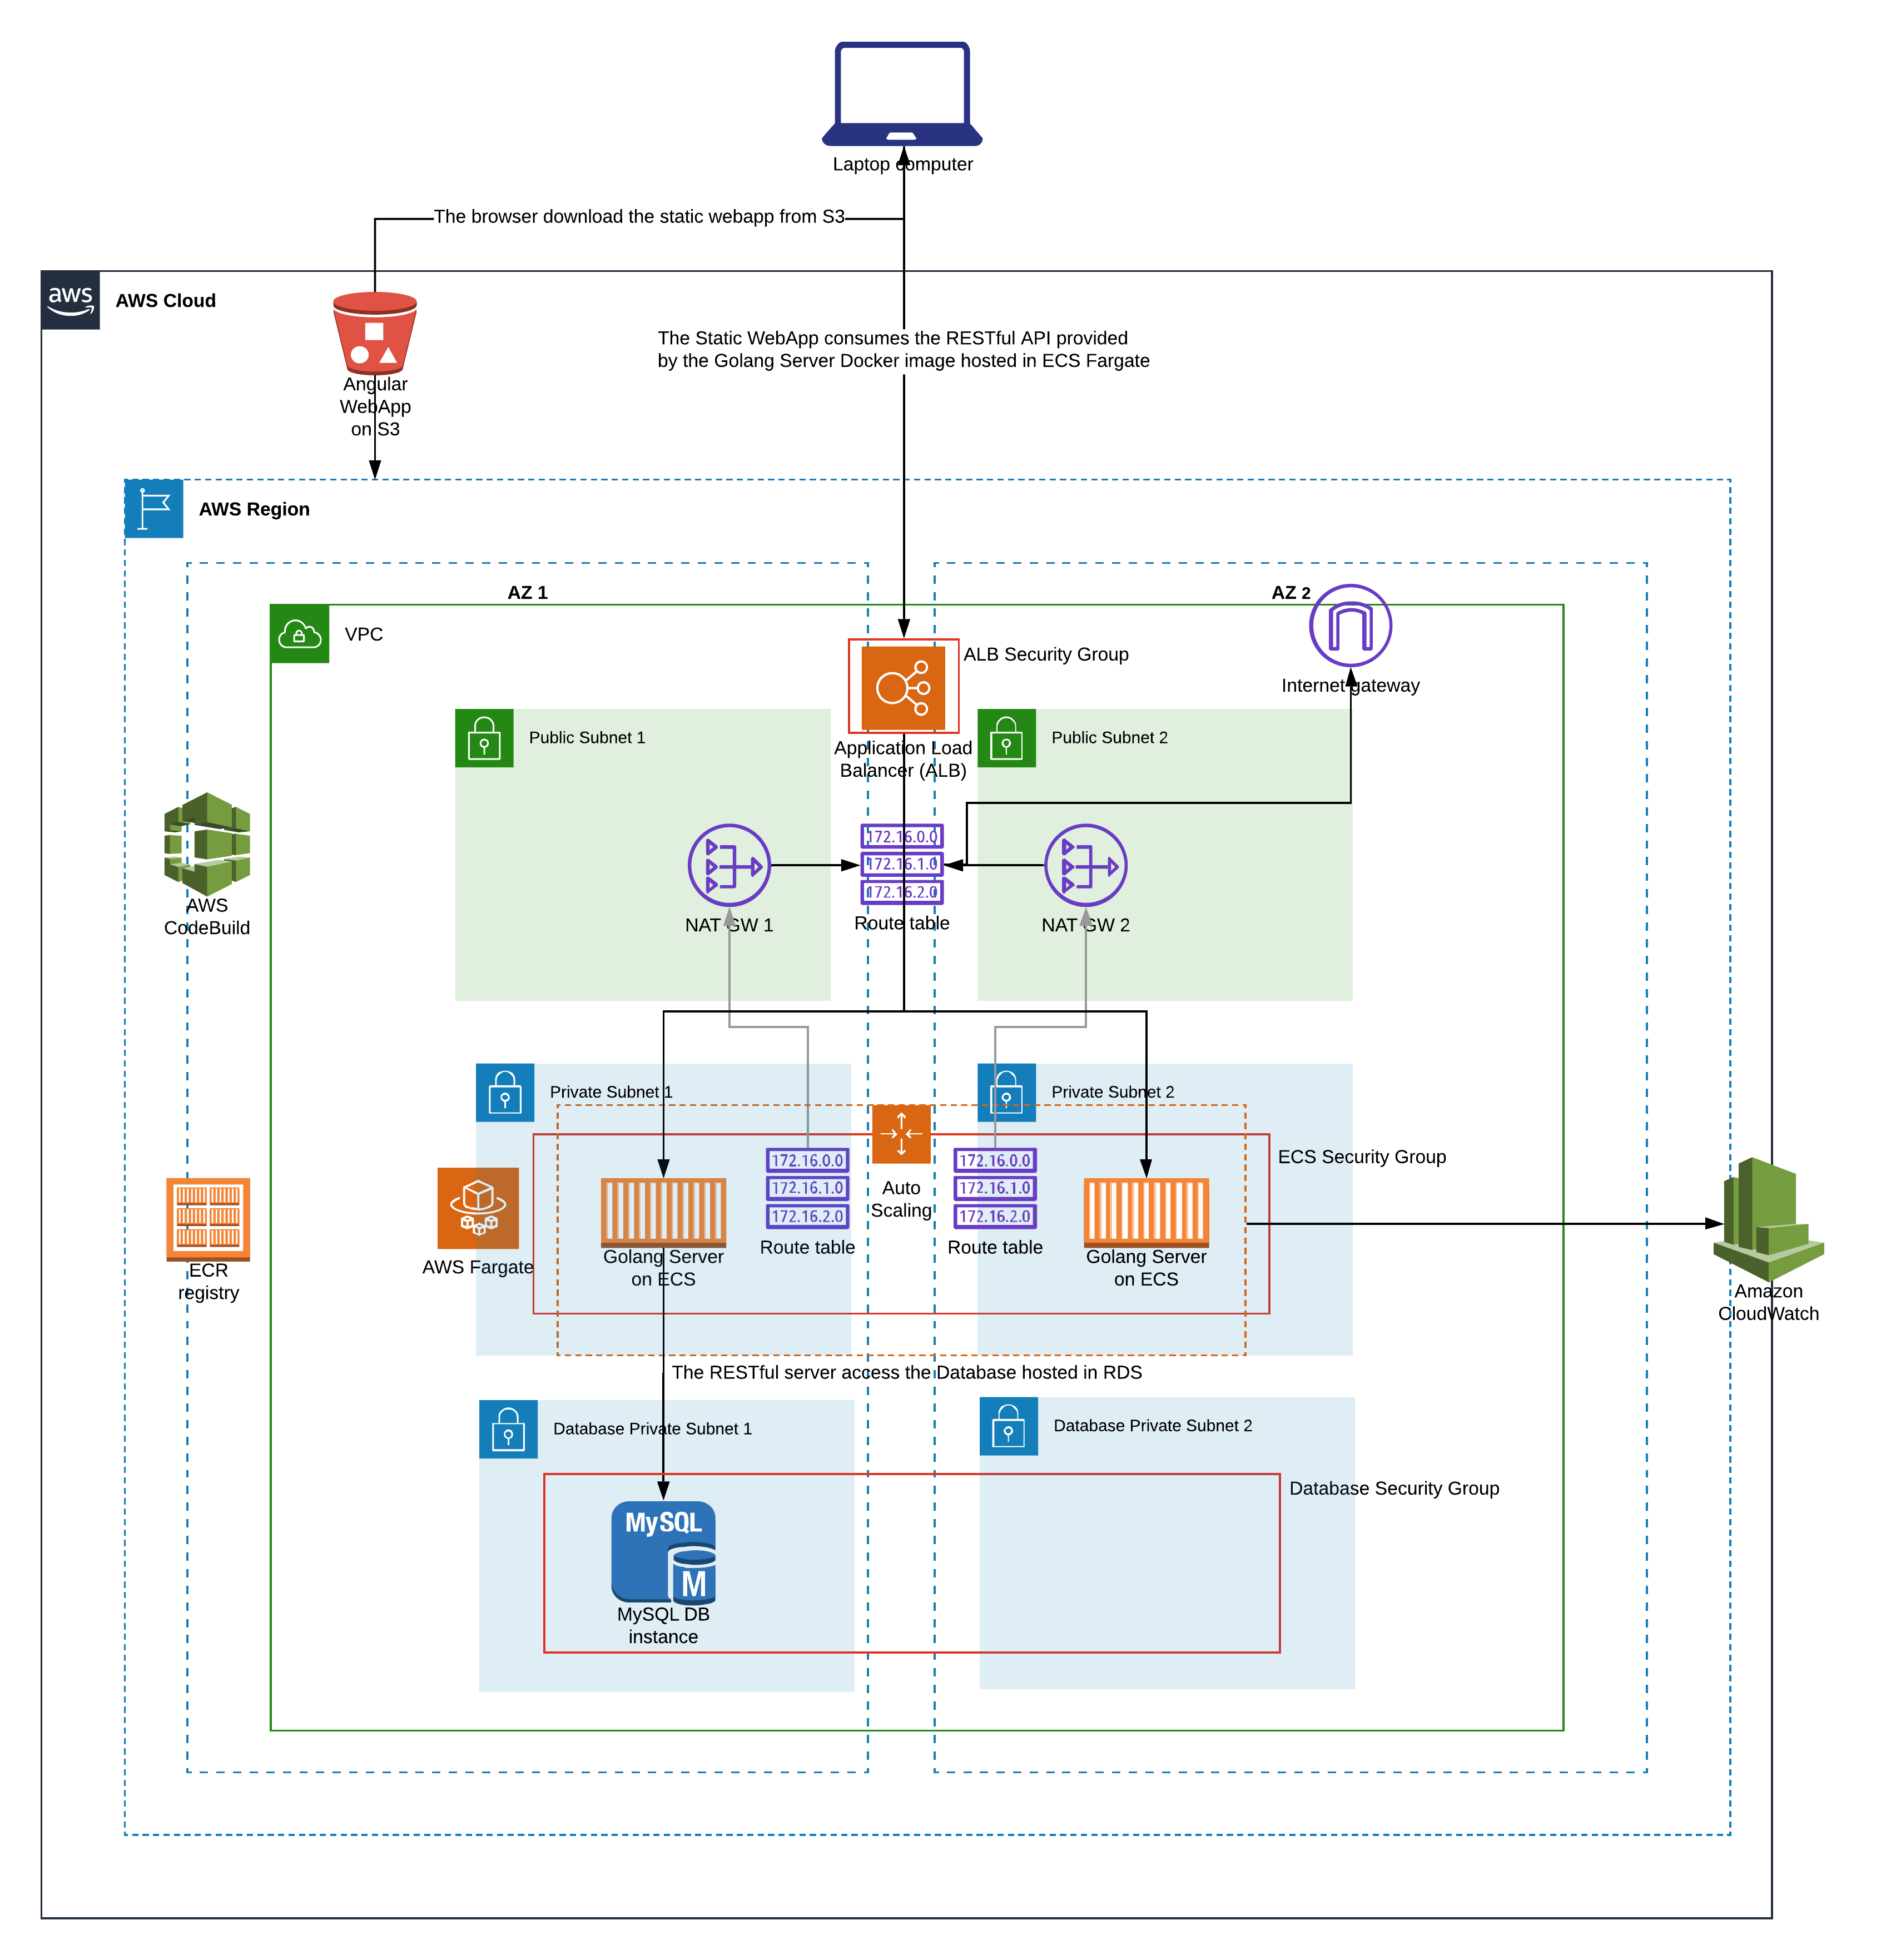 Laptop computer
The browser download the static webapp from S3
aws
AWS Cloud
The Static WebApp consumes the RESTful API provided
by the Golang Server Docker image hosted in ECS Fargate
Angular
WebApp
on S3
AWS Region
AZ 1
AZ 2
VPC
ALB Security Group
Internet gateway
Public Subnet 1
Public Subnet 2
Application Load
Balancer (ALB)
172.16.0.0
172.16.1.0
172.16.2.0
AWS
CodeBuild
NAT GW 1
Route table
NAT GW 2
Private Subnet 1
Private Subnet 2
ECS Security Group
172.16.0.0
172.16.1.0
172.16.2.0
Auto
Scaling
172.16.0.0
172.16.1.0
172.16.2.0
Route table
Route table
Golang Server
on ECS
Golang Server
on ECS
AWS Fargate
ECR
registry
Amazon
CloudWatch
The RESTful server access the Database hosted in RDS
Database Private Subnet 1
Database Private Subnet 2
Database Security Group
MySQL
M
MySQL DB
instance